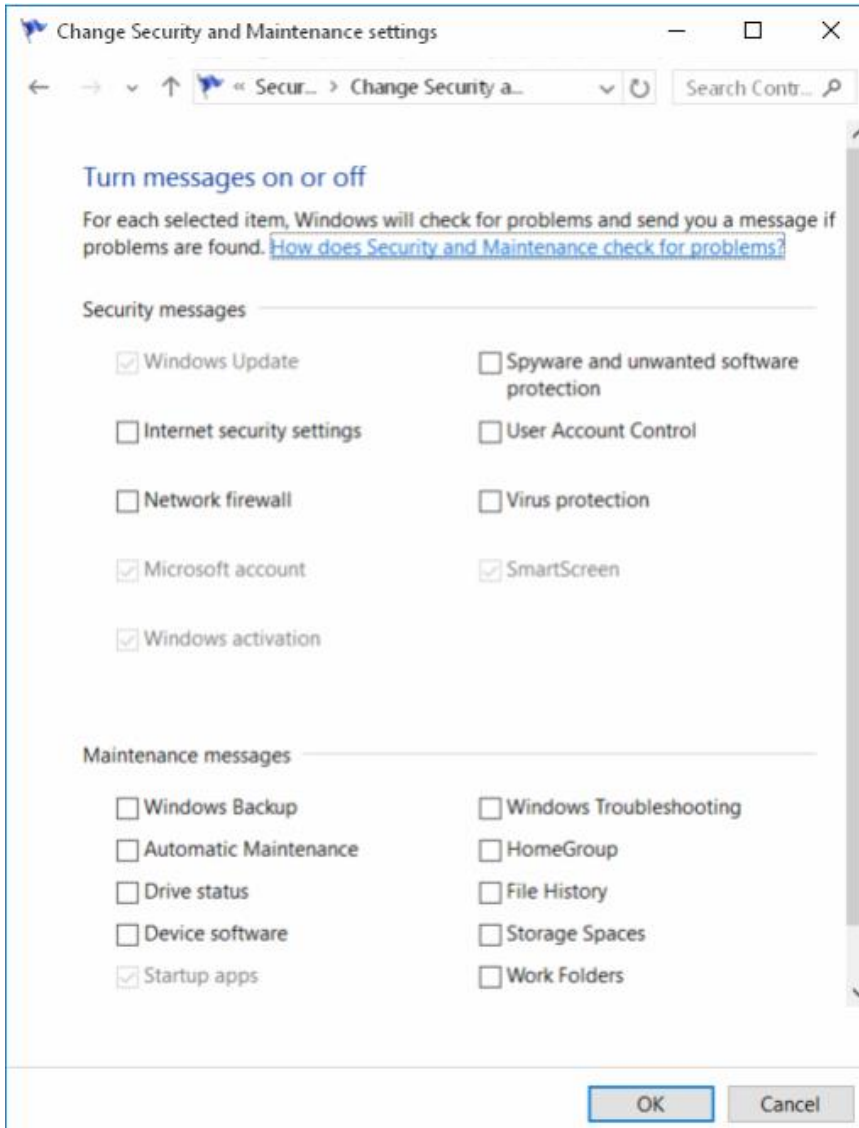 Change Security and Maintenance settings
« Secur... > Change Security a...
Search Contr...
Turn messages on or off
For each selected item, Windows will check for problems and send you a message if
problems are found. How does Security and Maintenance check for problems?
Security messages
Windows Update
Spyware and unwanted software
protection
Internet security settings
User Account Control
Network firewall
Virus protection
Microsoft account
SmartScreen
Windows activation
Maintenance messages
Windows Backup
Windows Troubleshooting
Automatic Maintenance
HomeGroup
Drive status
File History
Device software
Storage Spaces
Startup apps
Work Folders
OK
Cancel